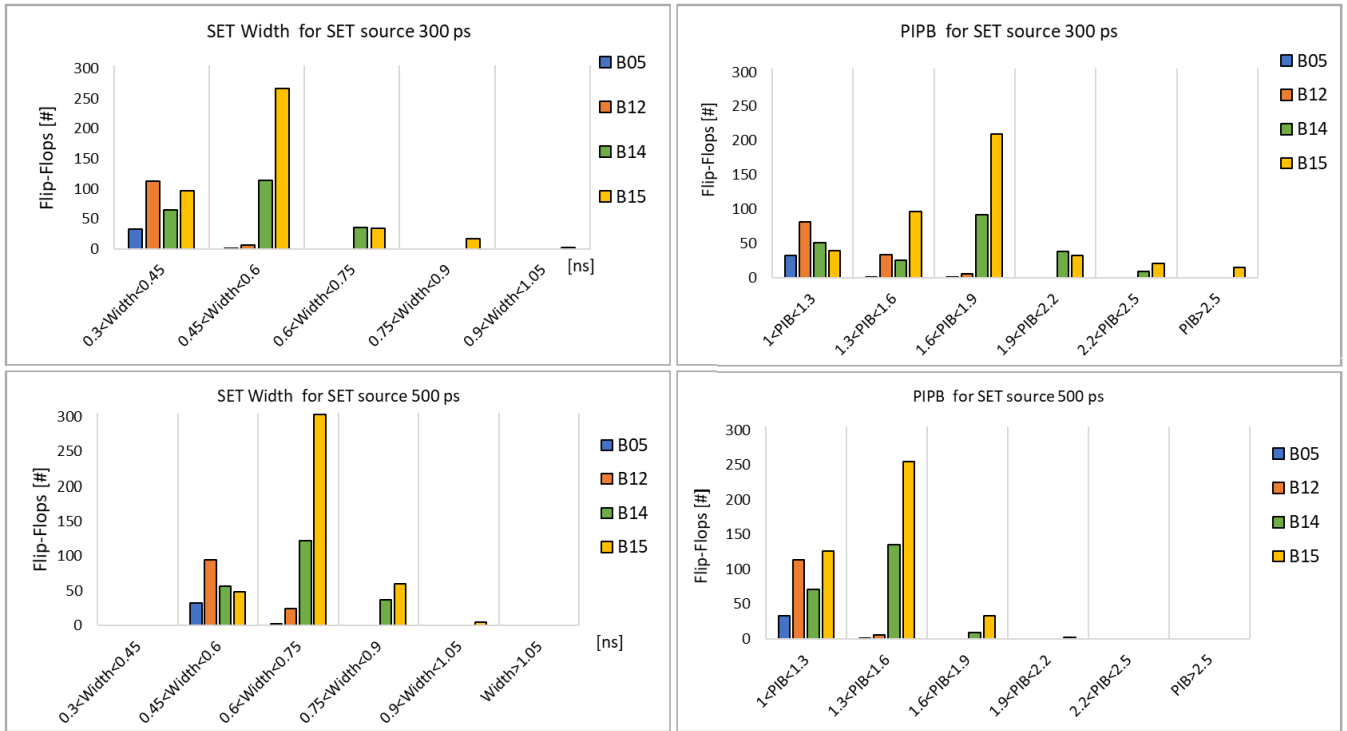 SET Width for SET source 300 ps
Flip-Flops [#]
300
250
200
150
100
50
0
0.3<Width<0.45
0.45<Width<0.6
0.6<Width<0.75
0.75<Width<0.9
0.9<Width<1.05
[ns]
B05
B12
B14
B15
PIPB for SET source 300 ps
Flip-Flops [#]
300
250
200
150
100
50
0
1<PIB<1.3
1.3<PIB<1.6
1.6<PIB<1.9
1.9<PIB<2.2
2.2<PIB<2.5
PIB>2.5
B05
B12
B14
B15
SET Width for SET source 500 ps
Flip-Flops [#]
300
250
200
150
100
50
0
0.3<Width<0.45
0.45<Width<0.6
0.6<Width<0.75
0.75<Width<0.9
0.9<Width<1.05
Width>1.05
[ns]
B05
B12
B14
B15
PIPB for SET source 500 ps
Flip-Flops [#]
300
250
200
150
100
50
0
1<PIB<1.3
1.3<PIB<1.6
1.6<PIB<1.9
1.9<PIB<2.2
2.2<PIB<2.5
PIB>2.5
B05
B12
B14
B15